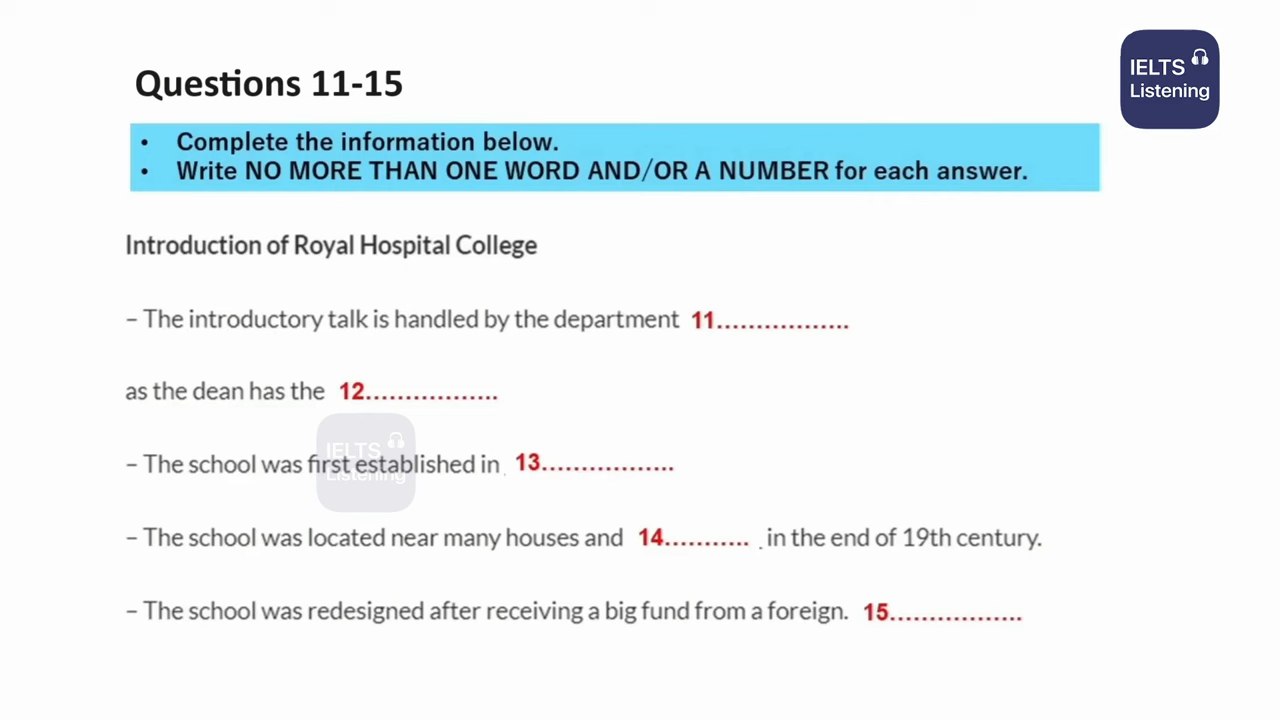 IELTS
Listening
Questions 11-15
• Complete the information below.
• Write NO MORE THAN ONE WORD AND/OR A NUMBER for each answer.
Introduction of Royal Hospital College
– The introductory talk is handled by the department 11.................
as the dean has the 12.................
IELTS
Listening
– The school was first established in 13.................
– The school was located near many houses and 14........... . in the end of 19th century.
– The school was redesigned after receiving a big fund from a foreign. 15.................